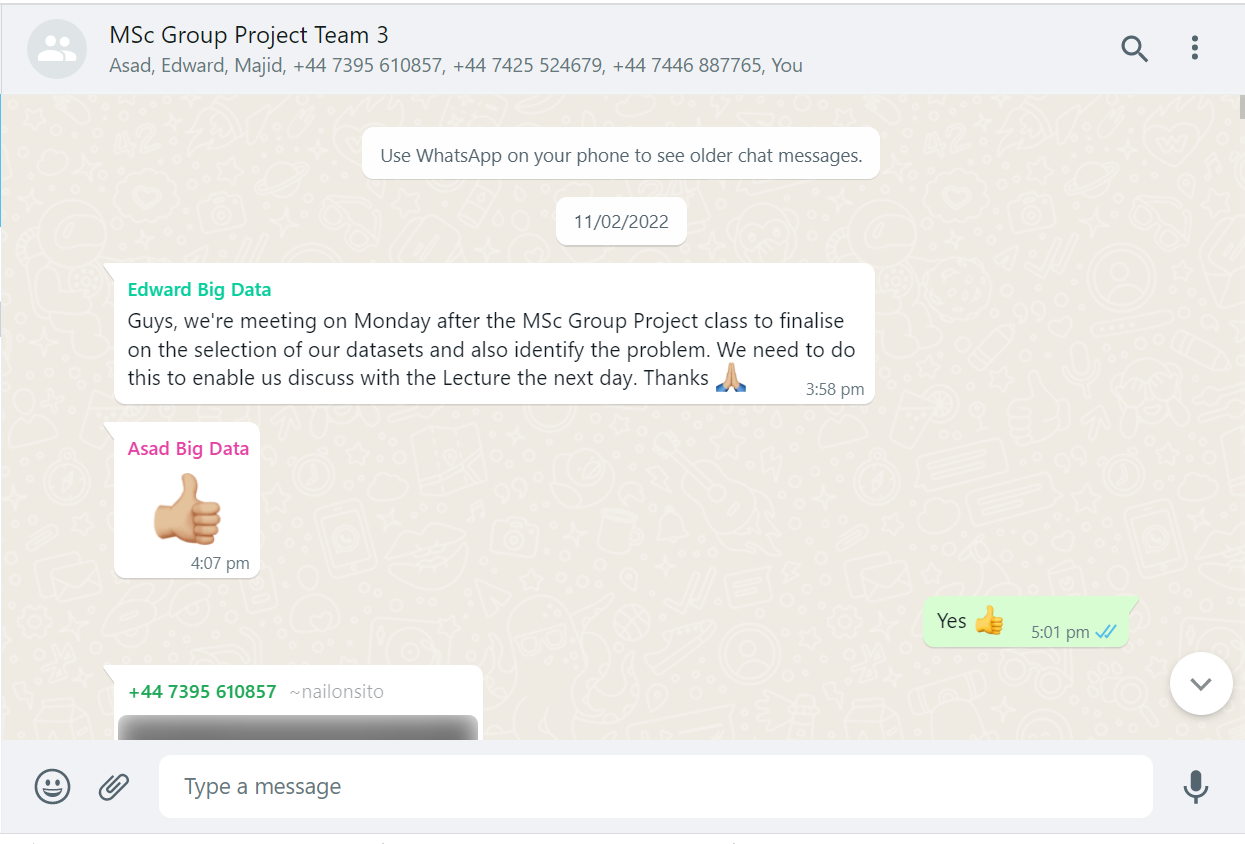 MSc Group Project Team 3
Asad, Edward, Majid, +44 7395 610857, +44 7425 524679, +44 7446 887765, You
Use WhatsApp on your phone to see older chat messages.
11/02/2022
Edward Big Data
Guys, we're meeting on Monday after the MSc Group Project class to finalise
on the selection of our datasets and also identify the problem. We need to do
this to enable us discuss with the Lecture the next day. Thanks 🙏🏼
3:58 pm
Asad Big Data
👍🏼
4:07 pm
Yes 👍
5:01 pm
+44 7395 610857 ~nailonsito
Type a message